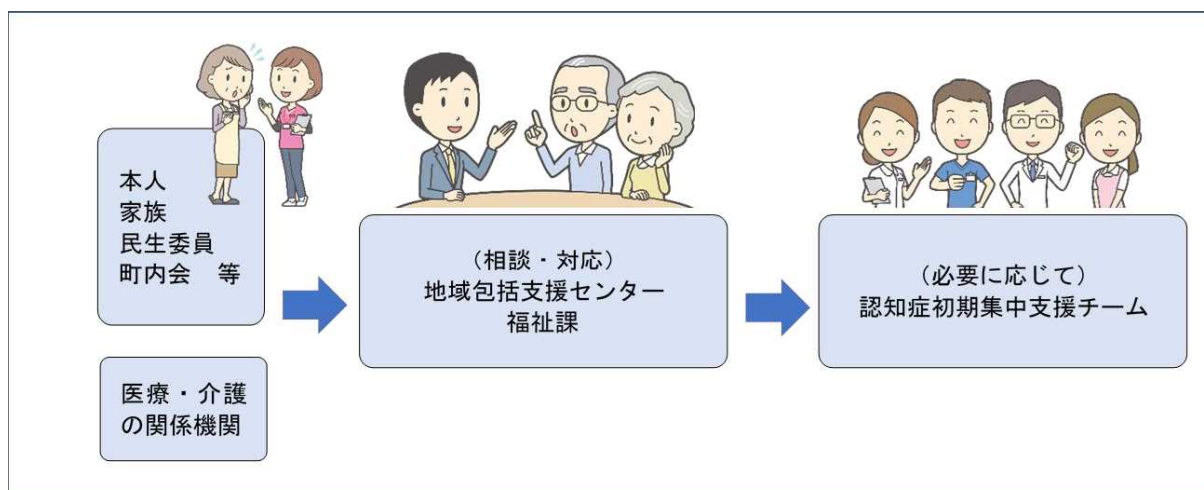 本人
家族
民生委員
町内会　等
医療・介護
の関係機関
（相談・対応）
地域包括支援センター
福祉課
（必要に応じて）
認知症初期集中支援チーム